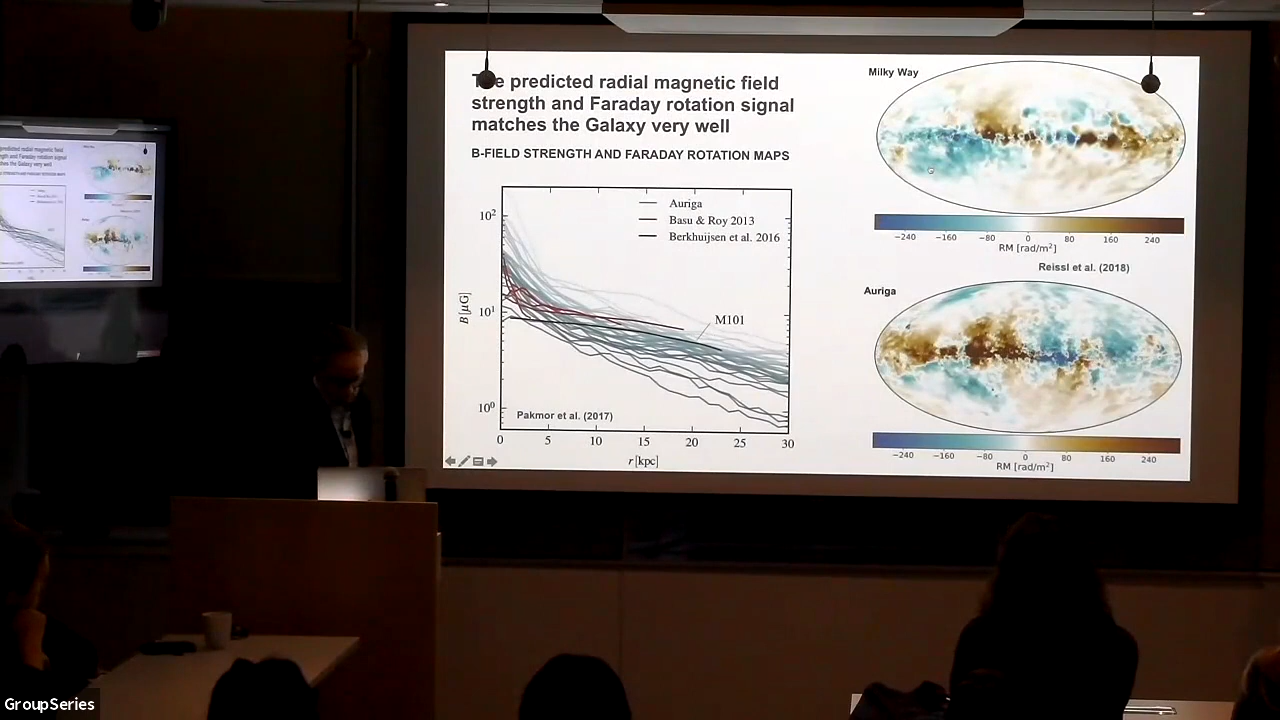 The predicted radial magnetic field
strength and Faraday rotation signal
matches the Galaxy very well
B-FIELD STRENGTH AND FARADAY ROTATION MAPS
Auriga
Basu & Roy 2013
Berkhuijsen et al. 2016
10²
10¹
10⁰
B [µG]
M101
Pakmor et al. (2017)
0 5 10 15 20 25 30
r [kpc]
Milky Way
−240 −160 −80 0 80 160 240
RM [rad/m²]
Reissl et al. (2018)
Auriga
−240 −160 −80 0 80 160 240
RM [rad/m²]
GroupSeries